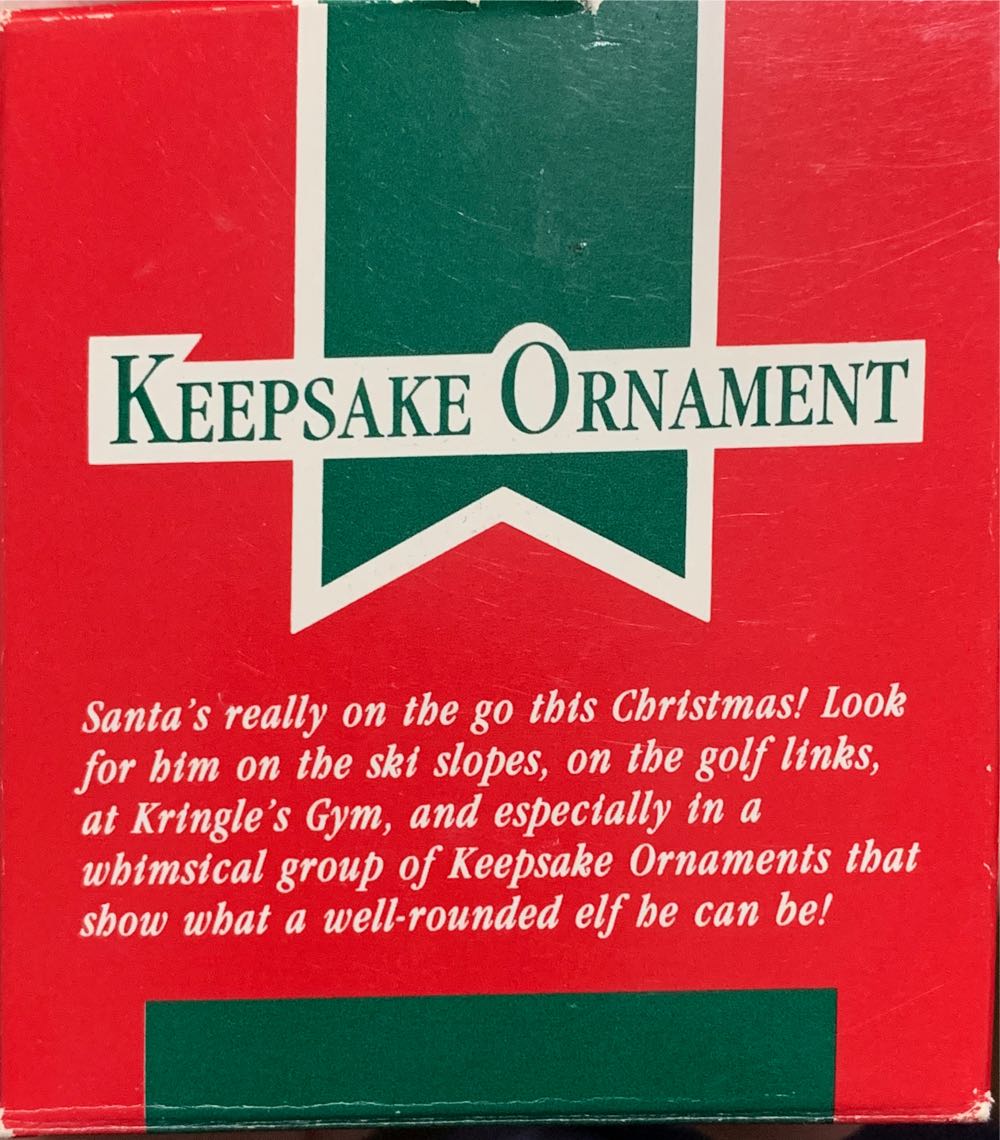 KEEPSAKE ORNAMENT
Santa's really on the go this Christmas! Look
for him on the ski slopes, on the golf links,
at Kringle's Gym, and especially in a
whimsical group of Keepsake Ornaments that
show what a well-rounded elf he can be!